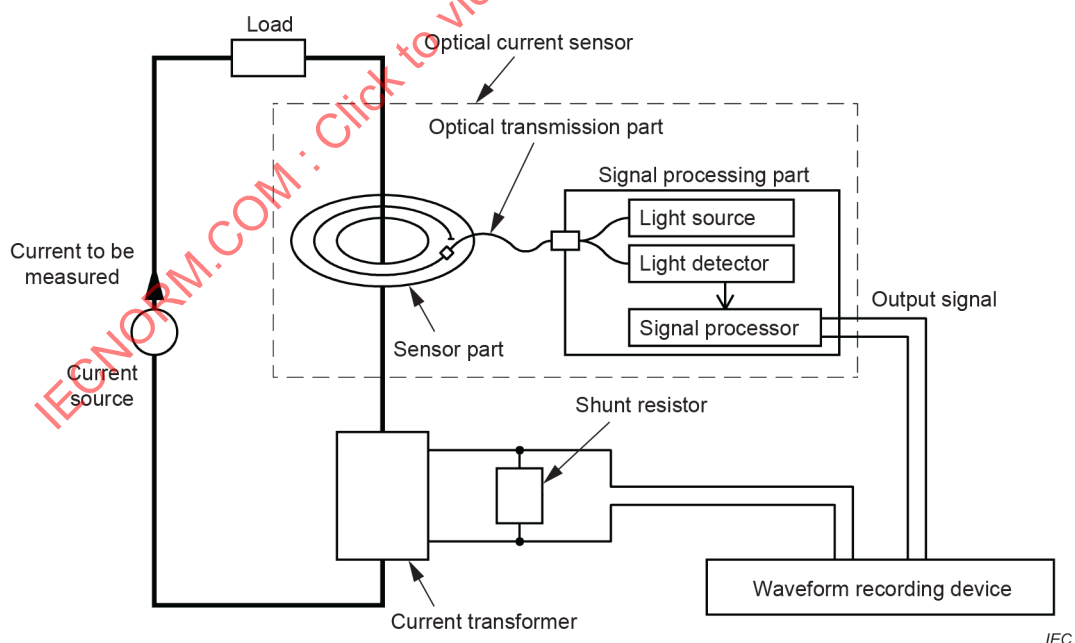 Load
Optical current sensor
Optical transmission part
Signal processing part
Light source
Light detector
Signal processor
Output signal
Current to be
measured
Current
source
Sensor part
Shunt resistor
Current transformer
Waveform recording device
IEC
IECNORM.COM : Click to vie